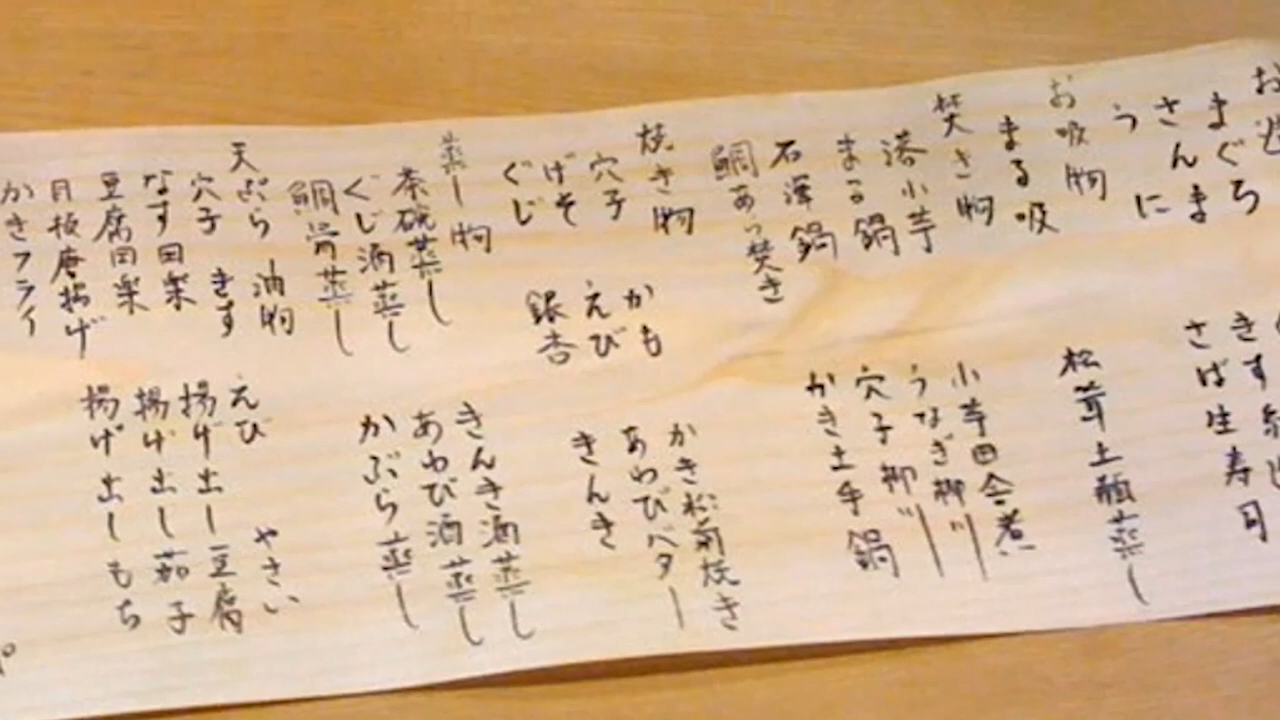 まぐろ
さんま
うに
さば生寿司
お吸物
まる吸
松茸土瓶蒸し
焚き物
小芋
まる鍋
石澤鍋
鯛あら焚き
小芋田舎煮
うなぎ柳川
穴子柳川
かき土手鍋
焼き物
穴子
げそ
ぐじ
かも
えび
銀杏
かき松前焼き
あわびバター
きんき
蒸し物
茶碗蒸し
ぐじ酒蒸し
鯛骨蒸し
きんき酒蒸し
あわび酒蒸し
かぶら蒸し
油物
天ぷら
穴子 きす
えび やさい
なす田楽
豆腐田楽
かきフライ
揚げ出し豆腐
揚げ出し茄子
揚げ出しもち